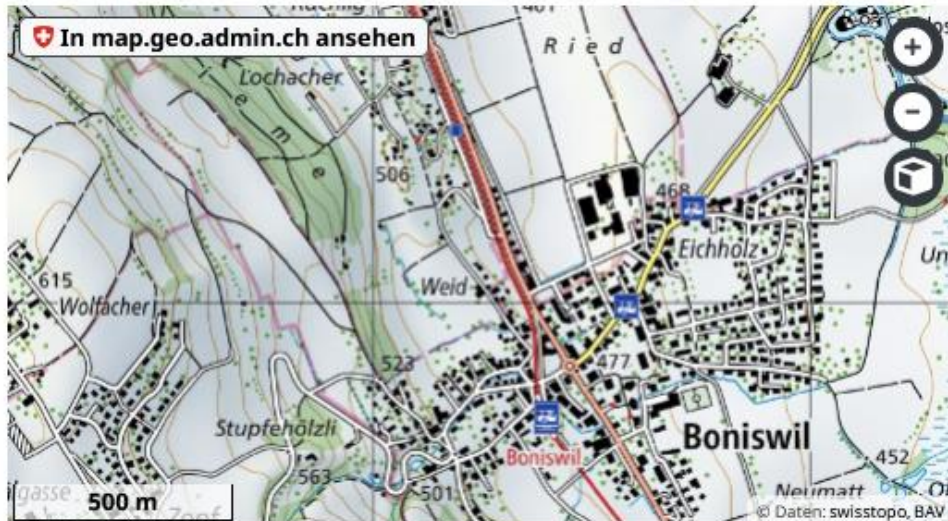 In map.geo.admin.ch ansehen
Lochacher
Ried
506
468
Eichholz
615
Wolfacher
Weid
523
477
Stupfehölzli
Boniswil
Boniswil
563
501
452
Neumatt
500 m
© Daten: swisstopo, BAV